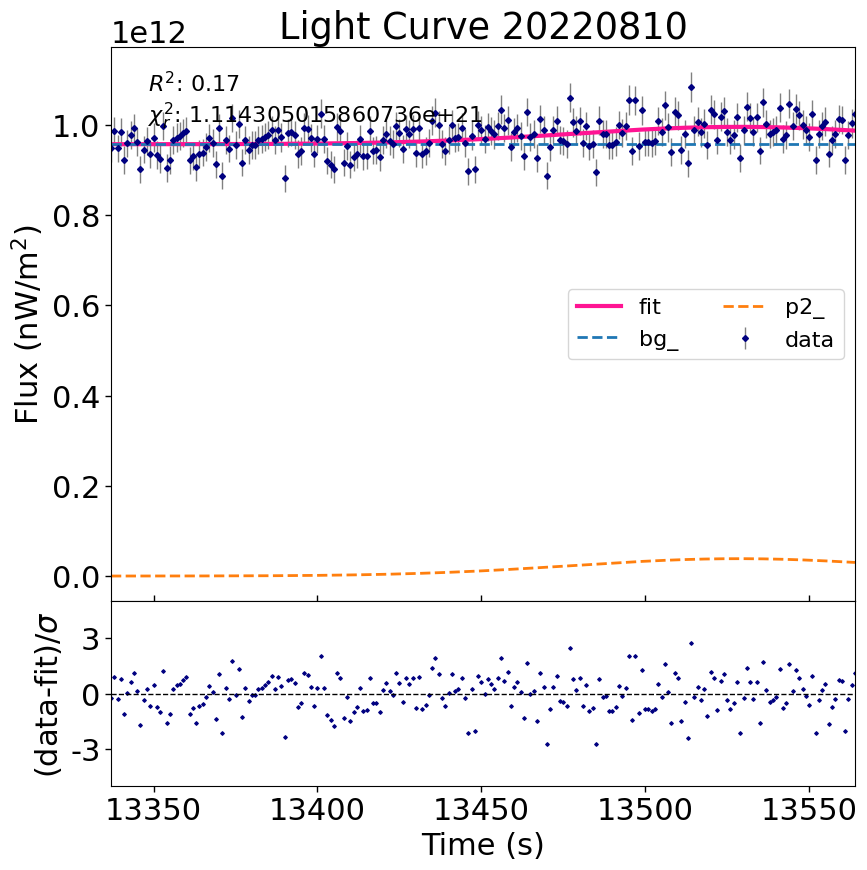 Light Curve 20220810
1e12
R²: 0.17
χ²: 1.114305015860736e+21
1.0
0.8
0.6
0.4
0.2
0.0
Flux (nW/m²)
fit
bg_
p2_
data
3
0
-3
(data-fit)/σ
13350
13400
13450
13500
13550
Time (s)